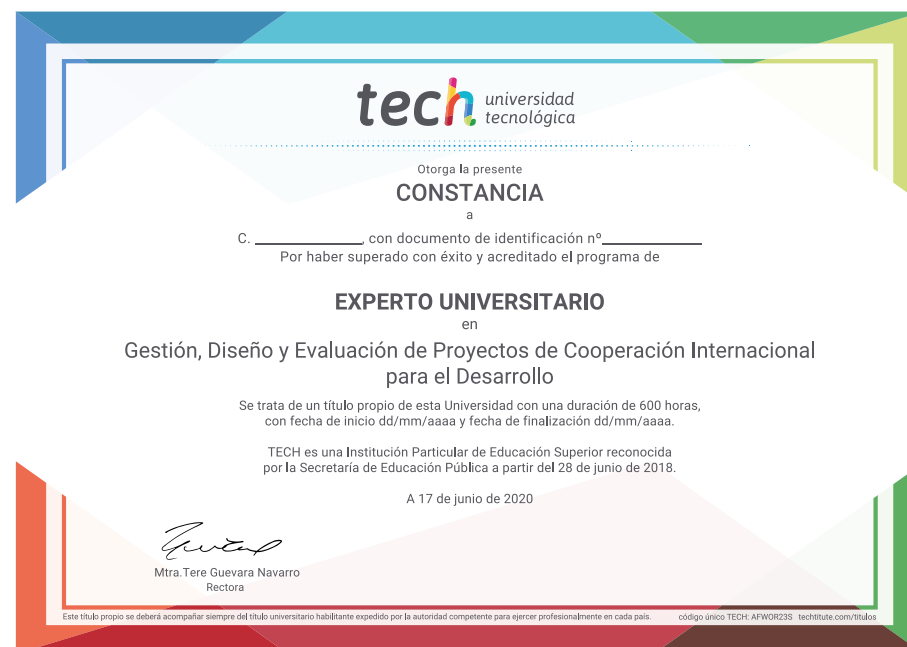 tech universidad
tecnológica
Otorga la presente
CONSTANCIA
a
C. ____________, con documento de identificación nº____________
Por haber superado con éxito y acreditado el programa de
EXPERTO UNIVERSITARIO
en
Gestión, Diseño y Evaluación de Proyectos de Cooperación Internacional
para el Desarrollo
Se trata de un título propio de esta Universidad con una duración de 600 horas,
con fecha de inicio dd/mm/aaaa y fecha de finalización dd/mm/aaaa.
TECH es una Institución Particular de Educación Superior reconocida
por la Secretaría de Educación Pública a partir del 28 de junio de 2018.
A 17 de junio de 2020
Mtra.Tere Guevara Navarro
Rectora
Este título propio se deberá acompañar siempre del título universitario habilitante expedido por la autoridad competente para ejercer profesionalmente en cada país. código único TECH: AFWOR23S techtitute.com/titulos